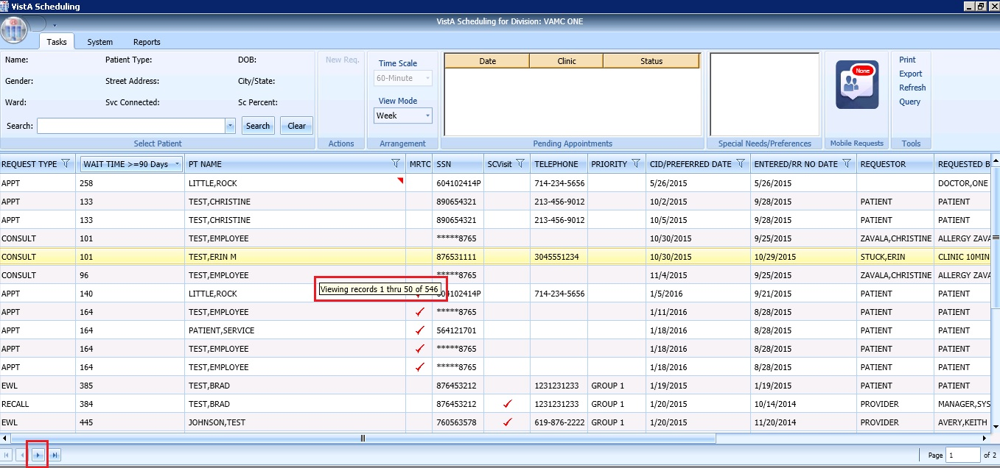 VistA Scheduling
VistA Scheduling for Division: VAMC ONE
Tasks System Reports
Name: Patient Type: DOB:
Gender: Street Address: City/State:
Ward: Svc Connected: Sc Percent:
Search: Search Clear
Select Patient
New Req.
Actions
Time Scale
60-Minute
View Mode
Week
Arrangement
Date Clinic Status
Pending Appointments
Special Needs/Preferences
None
Mobile Requests
Print
Export
Refresh
Query
Tools
REQUEST TYPE WAIT TIME >=90 Days PT NAME MRTC SSN SCVisit TELEPHONE PRIORITY CID/PREFERRED DATE ENTERED/RR NO DATE REQUESTOR REQUESTED B
APPT 258 LITTLE,ROCK 604102414P 714-234-5656 5/26/2015 5/26/2015 DOCTOR,ONE
APPT 133 TEST,CHRISTINE 890654321 213-456-9012 10/2/2015 9/28/2015 PATIENT PATIENT
APPT 133 TEST,CHRISTINE 890654321 213-456-9012 10/5/2015 9/28/2015 PATIENT PATIENT
CONSULT 101 TEST,EMPLOYEE *****8765 10/30/2015 9/25/2015 ZAVALA,CHRISTINE ALLERGY ZAVA
CONSULT 101 TEST,ERIN M 876531111 3045551234 10/30/2015 10/29/2015 STUCK,ERIN CLINIC 10MIN
CONSULT 96 TEST,EMPLOYEE *****8765 11/4/2015 9/25/2015 ZAVALA,CHRISTINE ALLERGY ZAVA
Viewing records 1 thru 50 of 546
APPT 140 LITTLE,ROCK 604102414P 714-234-5656 1/5/2016 9/21/2015 PATIENT PATIENT
APPT 164 TEST,EMPLOYEE ✓ *****8765 1/11/2016 8/28/2015 PATIENT PATIENT
APPT 164 PATIENT,SERVICE ✓ 564121701 1/18/2016 8/28/2015 PATIENT PATIENT
APPT 164 TEST,EMPLOYEE ✓ *****8765 1/18/2016 8/28/2015 PATIENT PATIENT
APPT 164 TEST,EMPLOYEE ✓ *****8765 1/18/2016 8/28/2015 PATIENT PATIENT
EWL 385 TEST,BRAD 876453212 1231231233 GROUP 1 1/19/2015 1/19/2015 PATIENT PATIENT
RECALL 384 TEST,BRAD 876453212 ✓ 1231231233 GROUP 1 1/20/2015 10/14/2014 PROVIDER MANAGER,SYS
EWL 445 JOHNSON,TEST 760563578 ✓ 619-876-2222 GROUP 1 1/20/2015 11/20/2014 PROVIDER AVERY,KEITH
Page 1 of 2